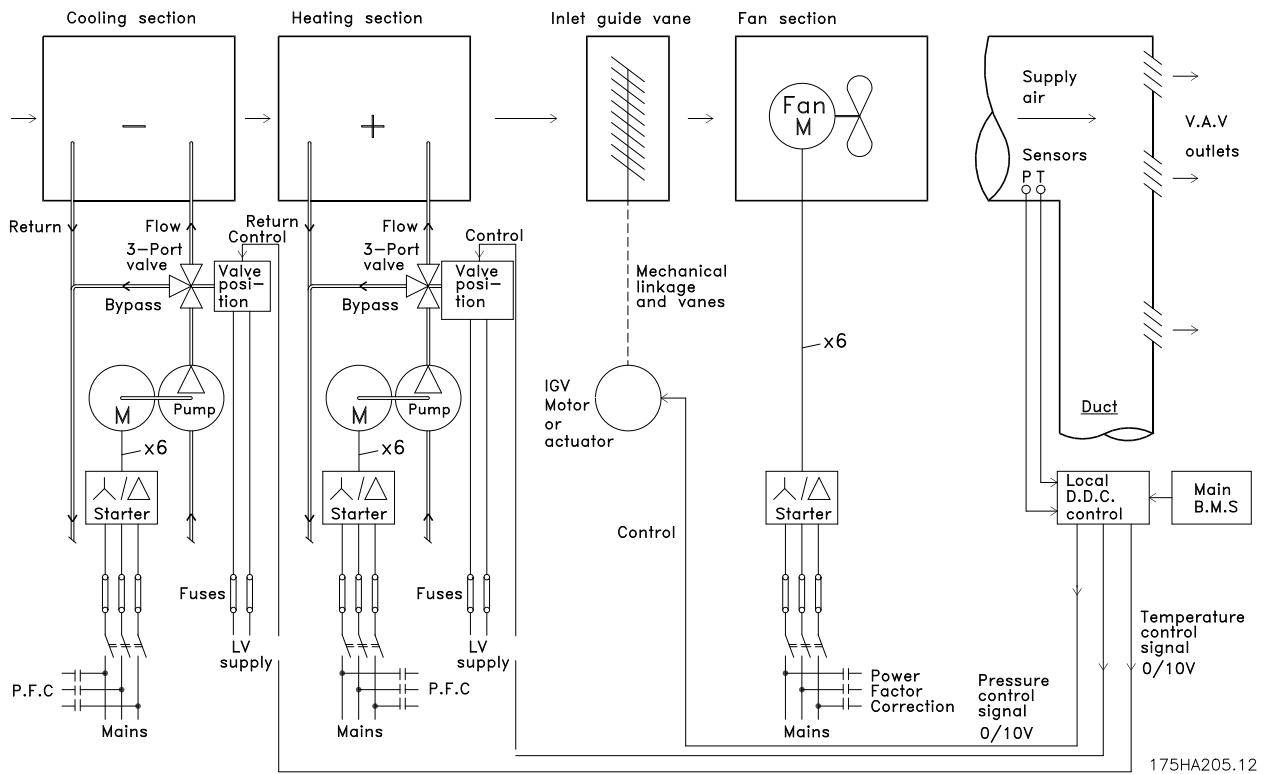 Cooling section
Heating section
Inlet guide vane
Fan section
−
+
Fan
M
Supply
air
V.A.V
outlets
Sensors
P T
Return
Flow
3-Port
valve
Bypass
Return
Control
Valve
posi-
tion
Flow
3-Port
valve
Bypass
Control
Valve
posi-
tion
Mechanical
linkage
and vanes
x6
M
Pump
x6
Starter
M
Pump
x6
Starter
IGV
Motor
or
actuator
Control
Starter
Duct
Local
D.D.C.
control
Main
B.M.S
Fuses
LV
supply
P.F.C
Mains
Fuses
LV
supply
P.F.C
Mains
Power
Factor
Correction
Mains
Pressure
control
signal
0/10V
Temperature
control
signal
0/10V
175HA205.12